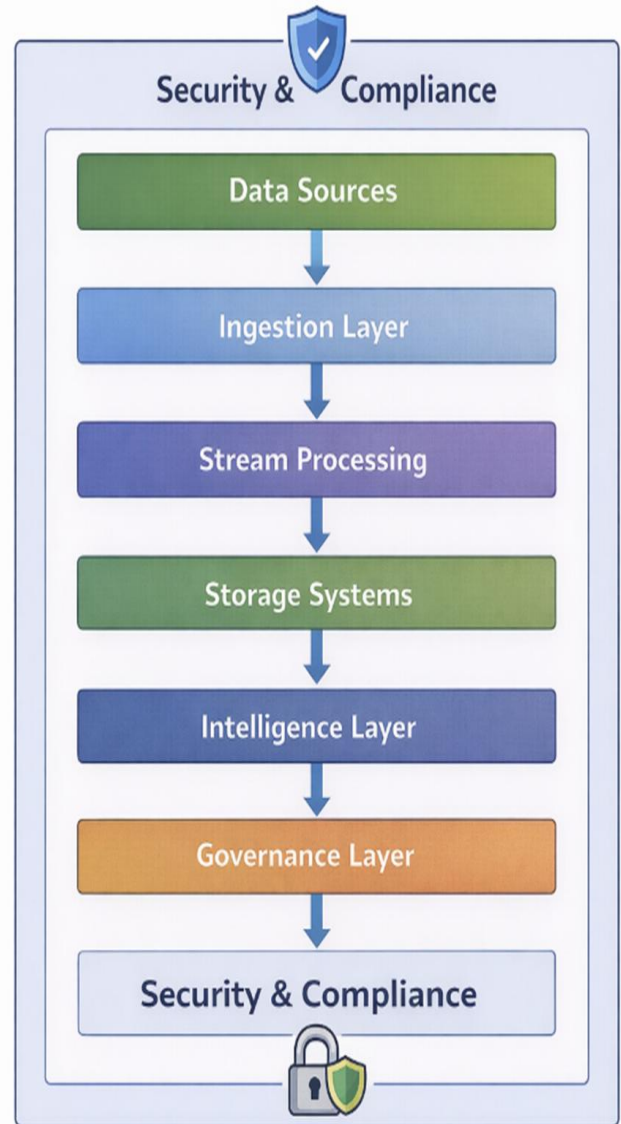 Security & Compliance
Data Sources
Ingestion Layer
Stream Processing
Storage Systems
Intelligence Layer
Governance Layer
Security & Compliance